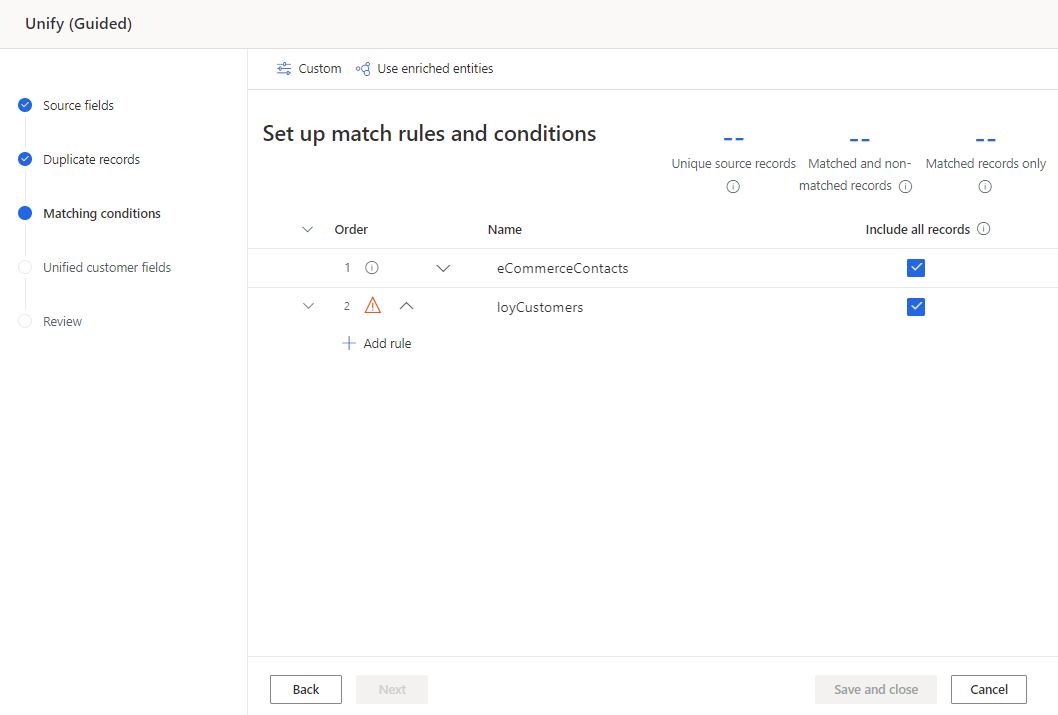 Unify (Guided)
Custom
Use enriched entities
Source fields
Duplicate records
Matching conditions
Unified customer fields
Review
Set up match rules and conditions
--
Unique source records
--
Matched and non-
matched records
--
Matched records only
Order
Name
Include all records
1
eCommerceContacts
2
loyCustomers
Add rule
Back
Next
Save and close
Cancel